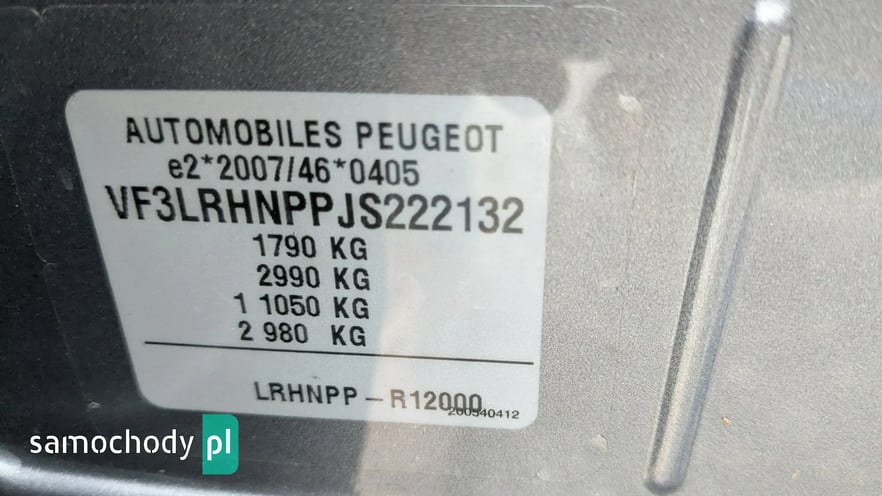 AUTOMOBILES PEUGEOT
e2*2007/46*0405
VF3LRHNPPJS222132
1790 KG
2990 KG
1 1050 KG
2 980 KG
LRHNPP - R12000
200340412
samochody pl